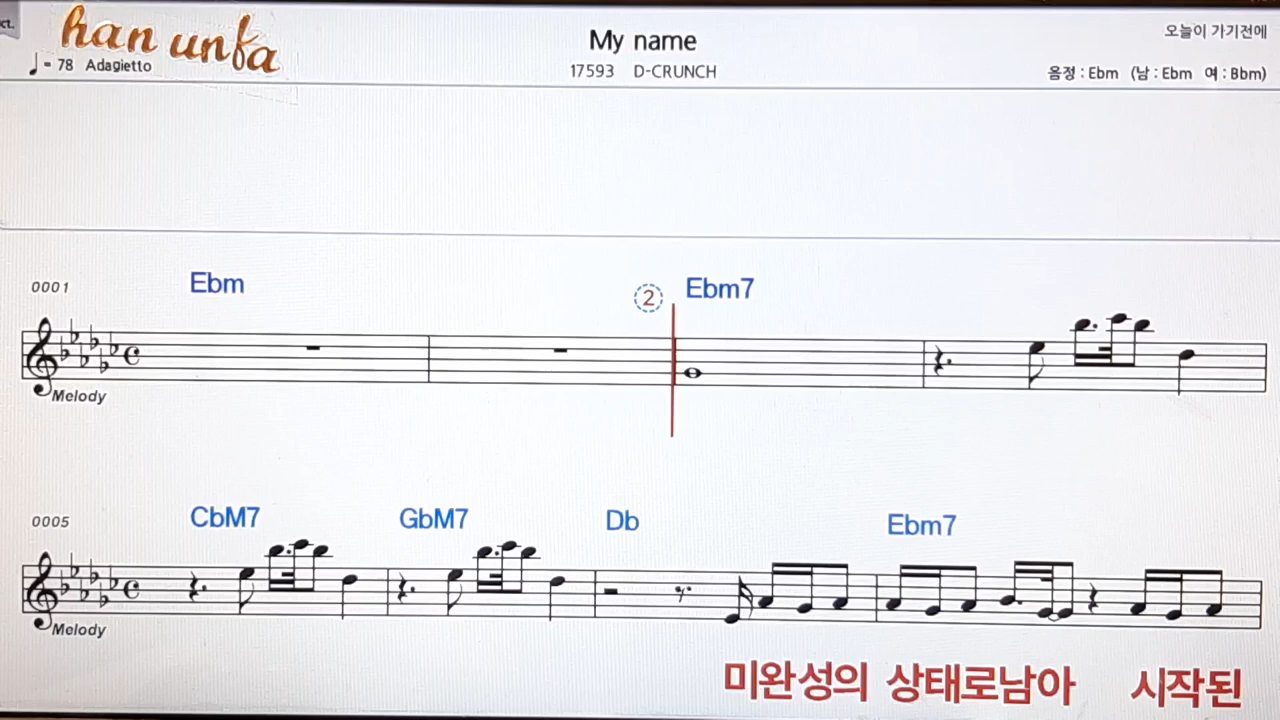 ct.
han unfa
My name
오늘이 가기전에
= 78 Adagietto
17593 D-CRUNCH
음정 : Ebm (남 : Ebm 여 : Bbm)
0001 Ebm 2 Ebm7
Melody
0005 CbM7 GbM7 Db Ebm7
Melody
미완성의 상태로남아 시작된